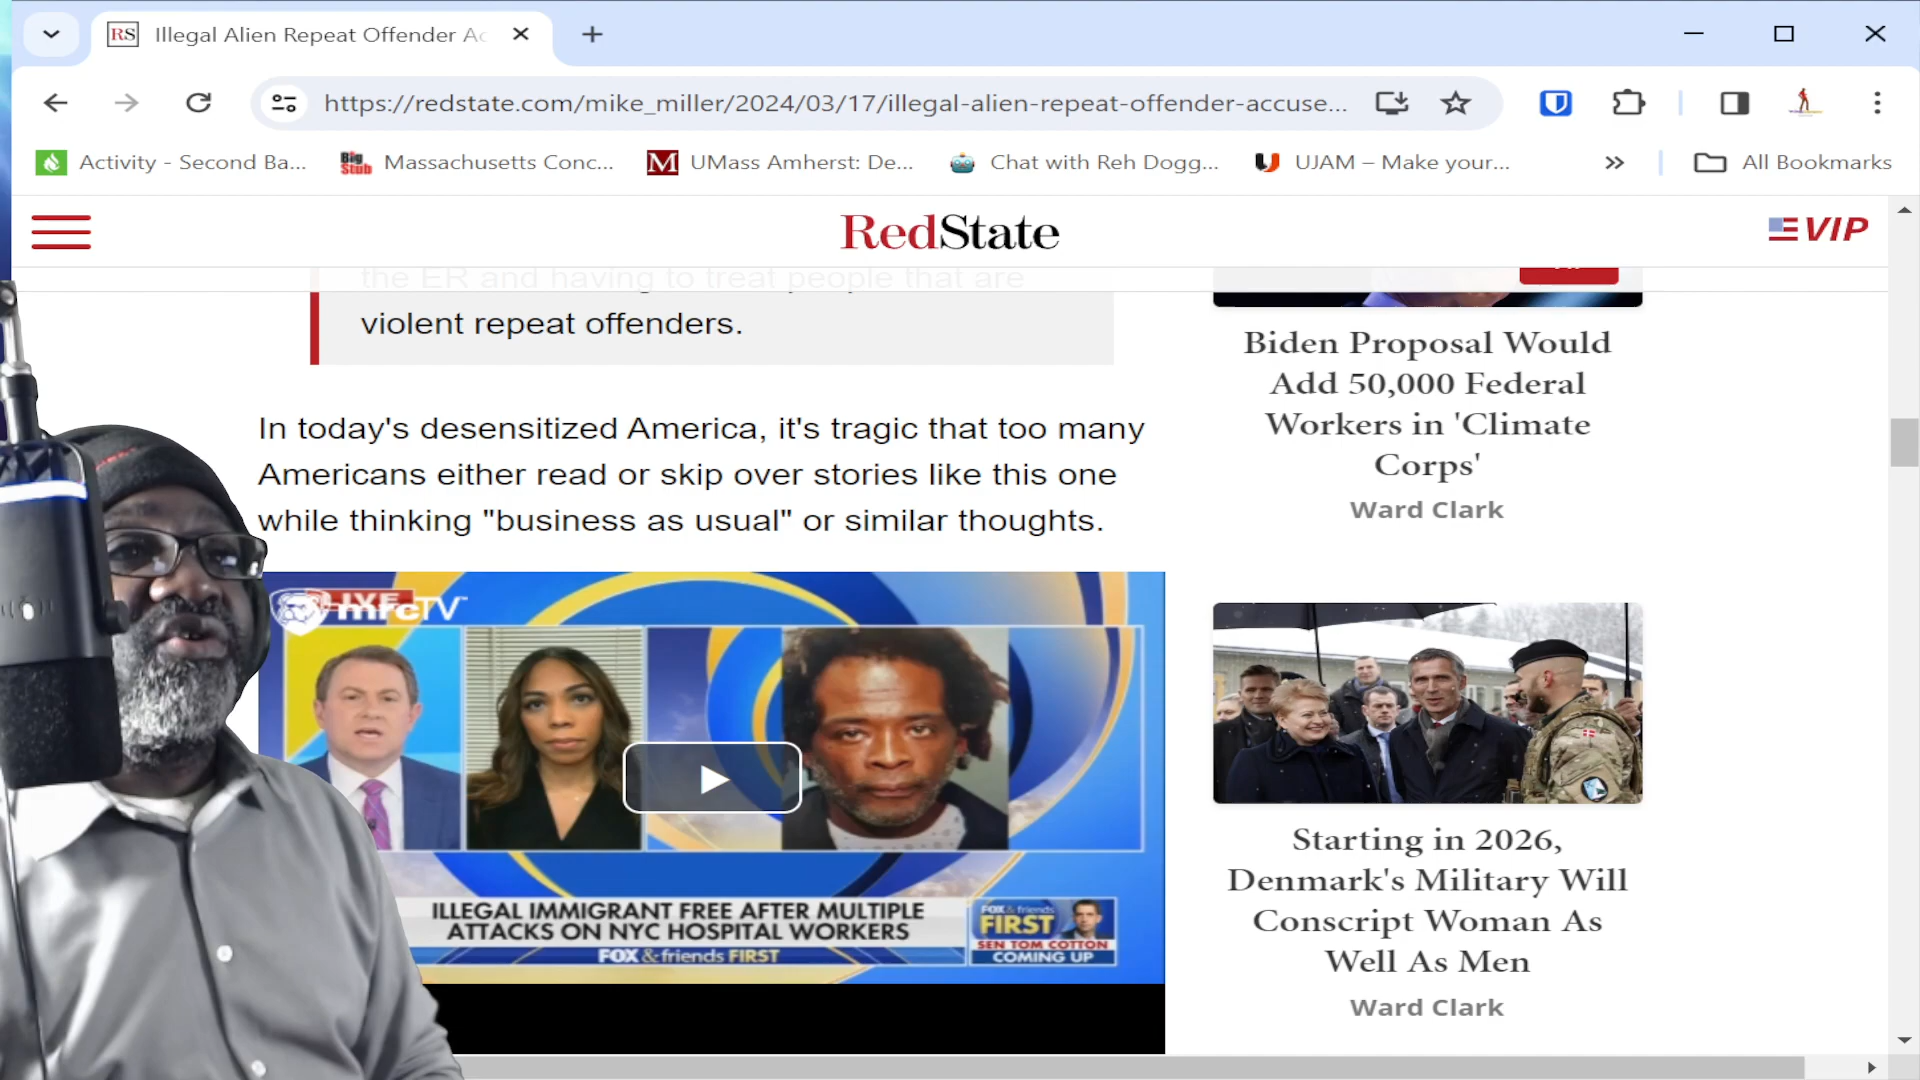 RS Illegal Alien Repeat Offender Ac
https://redstate.com/mike_miller/2024/03/17/illegal-alien-repeat-offender-accuse...
Activity - Second Ba...
Big Stub
Massachusetts Conc...
M
UMass Amherst: De...
Chat with Reh Dogg...
UJAM – Make your...
»
All Bookmarks
RedState
VIP
the ER and having to treat people that are
violent repeat offenders.
In today's desensitized America, it's tragic that too many
Americans either read or skip over stories like this one
while thinking "business as usual" or similar thoughts.
LIVE
mrcTV™
ILLEGAL IMMIGRANT FREE AFTER MULTIPLE
ATTACKS ON NYC HOSPITAL WORKERS
FOX & friends FIRST
FOX & friends
FIRST
SEN TOM COTTON
COMING UP
Biden Proposal Would
Add 50,000 Federal
Workers in 'Climate
Corps'
Ward Clark
Starting in 2026,
Denmark's Military Will
Conscript Woman As
Well As Men
Ward Clark